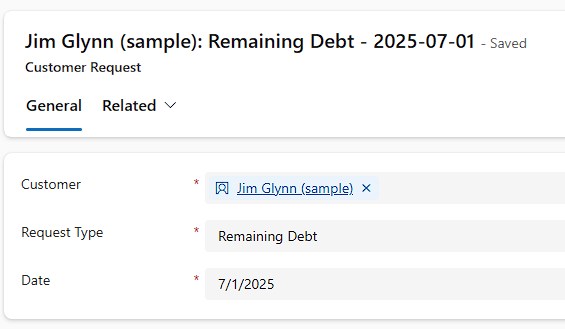 Jim Glynn (sample): Remaining Debt - 2025-07-01 - Saved
Customer Request
General Related
Customer * Jim Glynn (sample)
Request Type * Remaining Debt
Date * 7/1/2025